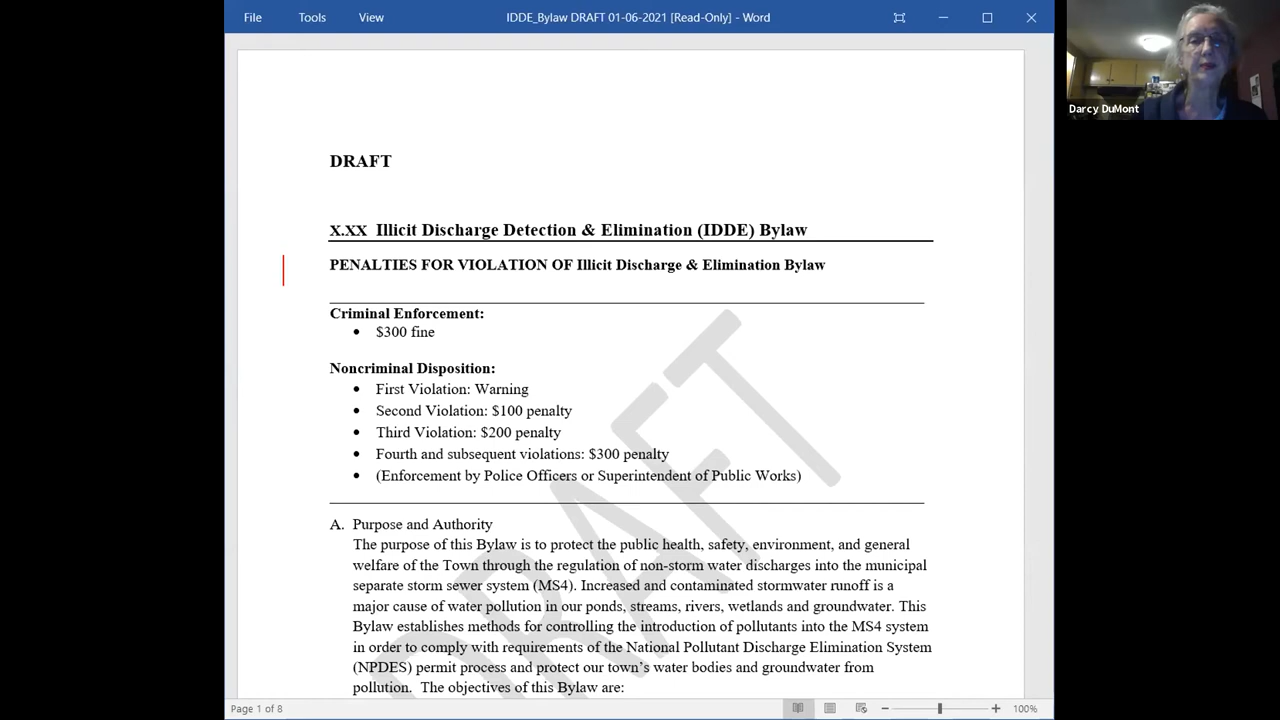 File Tools View IDDE_Bylaw DRAFT 01-06-2021 [Read-Only] - Word
Darcy DuMont
DRAFT
X.XX Illicit Discharge Detection & Elimination (IDDE) Bylaw
PENALTIES FOR VIOLATION OF Illicit Discharge & Elimination Bylaw
Criminal Enforcement:
• $300 fine
Noncriminal Disposition:
• First Violation: Warning
• Second Violation: $100 penalty
• Third Violation: $200 penalty
• Fourth and subsequent violations: $300 penalty
• (Enforcement by Police Officers or Superintendent of Public Works)
A. Purpose and Authority
The purpose of this Bylaw is to protect the public health, safety, environment, and general
welfare of the Town through the regulation of non-storm water discharges into the municipal
separate storm sewer system (MS4). Increased and contaminated stormwater runoff is a
major cause of water pollution in our ponds, streams, rivers, wetlands and groundwater. This
Bylaw establishes methods for controlling the introduction of pollutants into the MS4 system
in order to comply with requirements of the National Pollutant Discharge Elimination System
(NPDES) permit process and protect our town's water bodies and groundwater from
pollution. The objectives of this Bylaw are:
DRAFT
Page 1 of 8 100%